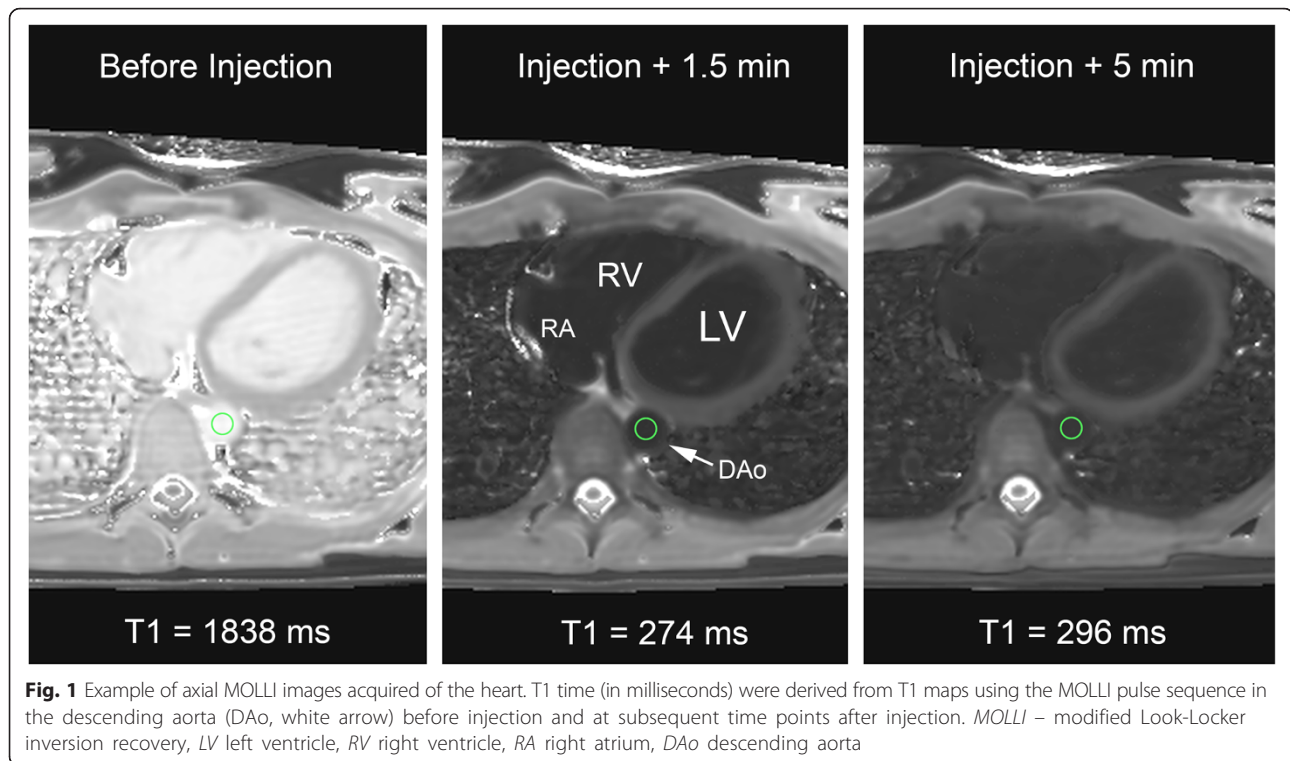 Before Injection
Injection + 1.5 min
Injection + 5 min
RV
RA
LV
DAo
T1 = 1838 ms
T1 = 274 ms
T1 = 296 ms
Fig. 1 Example of axial MOLLI images acquired of the heart. T1 time (in milliseconds) were derived from T1 maps using the MOLLI pulse sequence in
the descending aorta (DAo, white arrow) before injection and at subsequent time points after injection. MOLLI – modified Look-Locker
inversion recovery, LV left ventricle, RV right ventricle, RA right atrium, DAo descending aorta